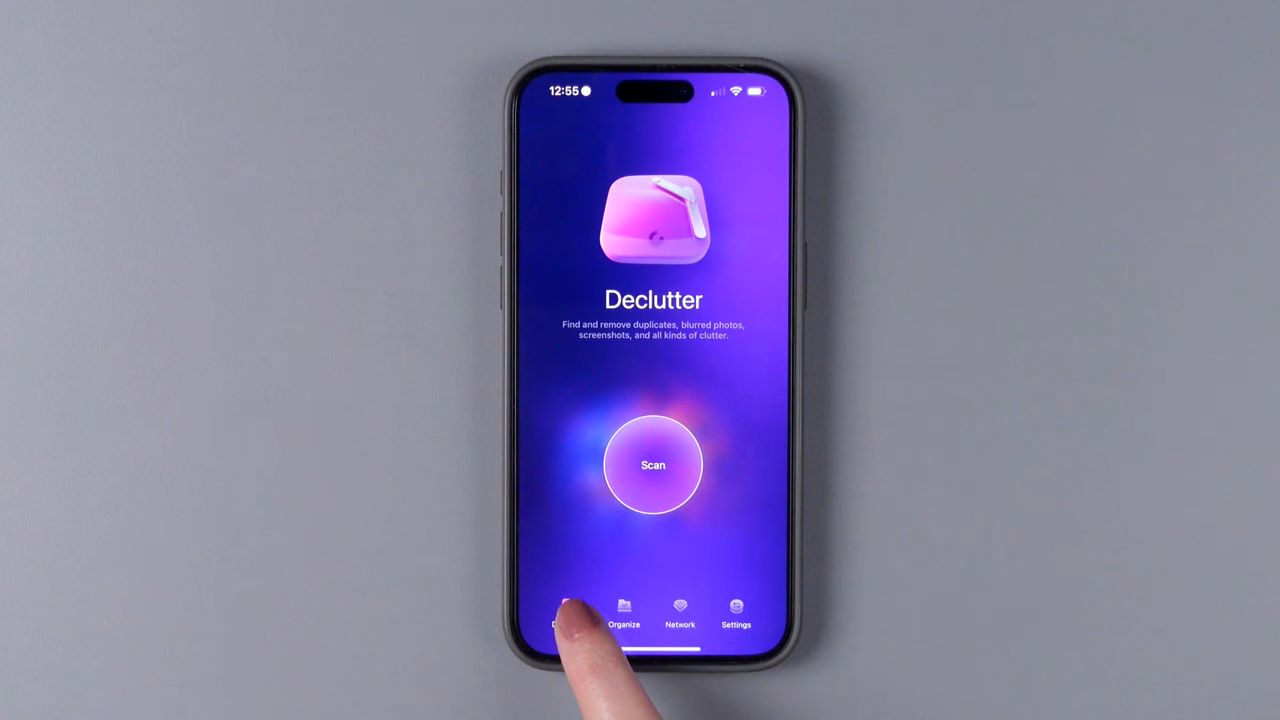 12:55
Declutter
Find and remove duplicates, blurred photos,
screenshots, and all kinds of clutter.
Scan
Organize
Network
Settings